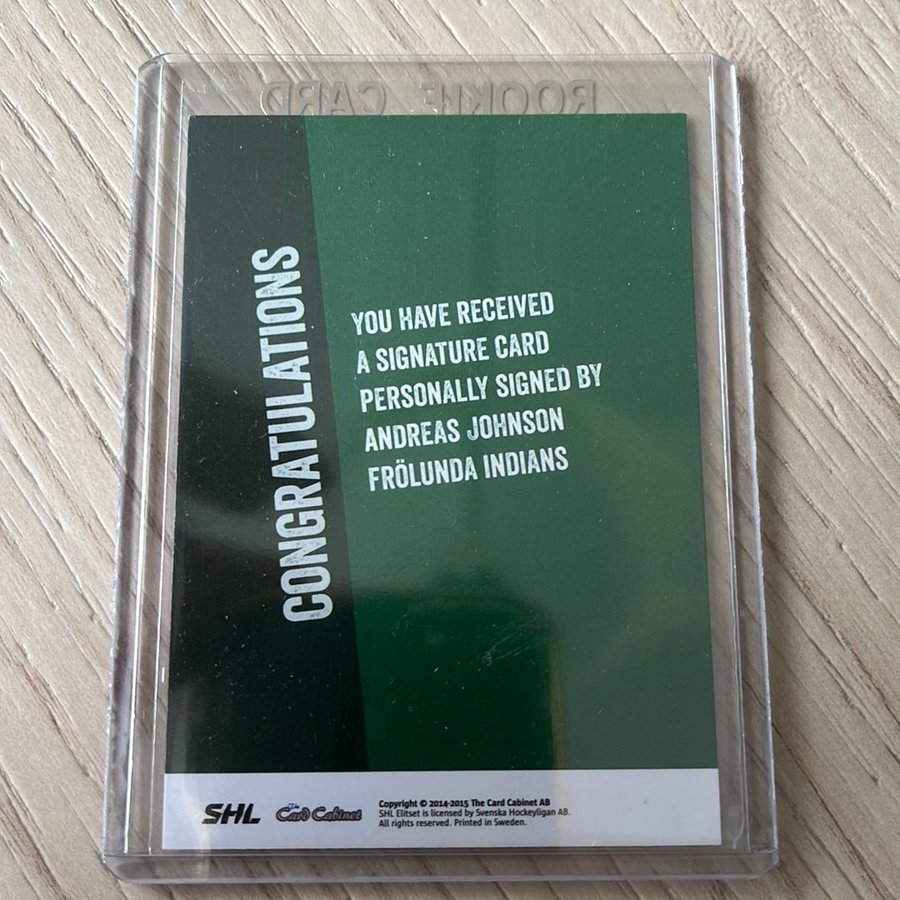 ROOKIE CARD
CONGRATULATIONS
YOU HAVE RECEIVED
A SIGNATURE CARD
PERSONALLY SIGNED BY
ANDREAS JOHNSON
FRÖLUNDA INDIANS
SHL
The
Card Cabinet
Copyright © 2014-2015 The Card Cabinet AB
SHL Elitset is licensed by Svenska Hockeyligan AB.
All rights reserved. Printed in Sweden.